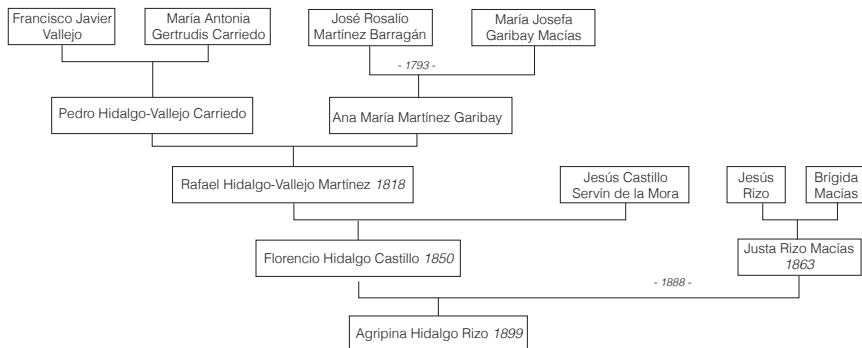 Francisco Javier
Vallejo
María Antonia
Gertrudis Carriedo
José Rosalío
Martínez Barragán
María Josefa
Garibay Macías
- 1793 -
Pedro Hidalgo-Vallejo Carriedo
Ana María Martínez Garibay
Rafael Hidalgo-Vallejo Martínez 1818
Jesús Castillo
Servín de la Mora
Jesús
Rizo
Brígida
Macías
Florencio Hidalgo Castillo 1850
Justa Rizo Macías
1863
- 1888 -
Agripina Hidalgo Rizo 1899